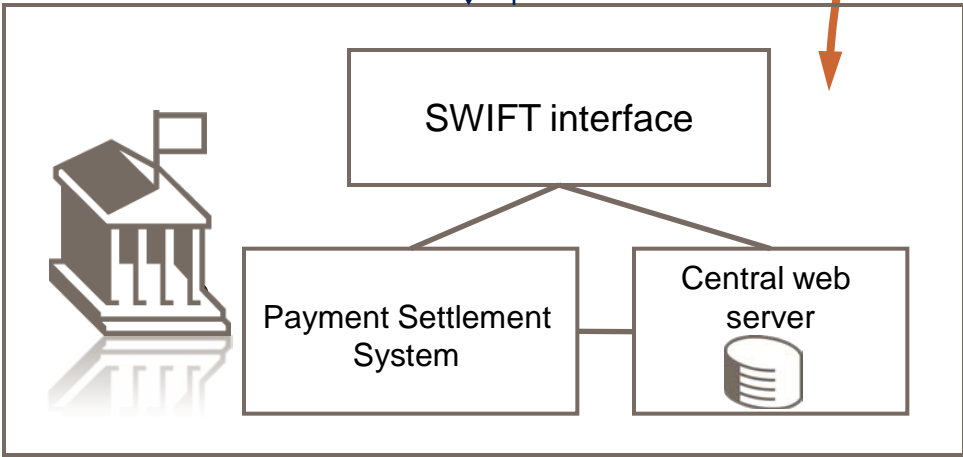 SWIFT interface
Payment Settlement
System
Central web
server